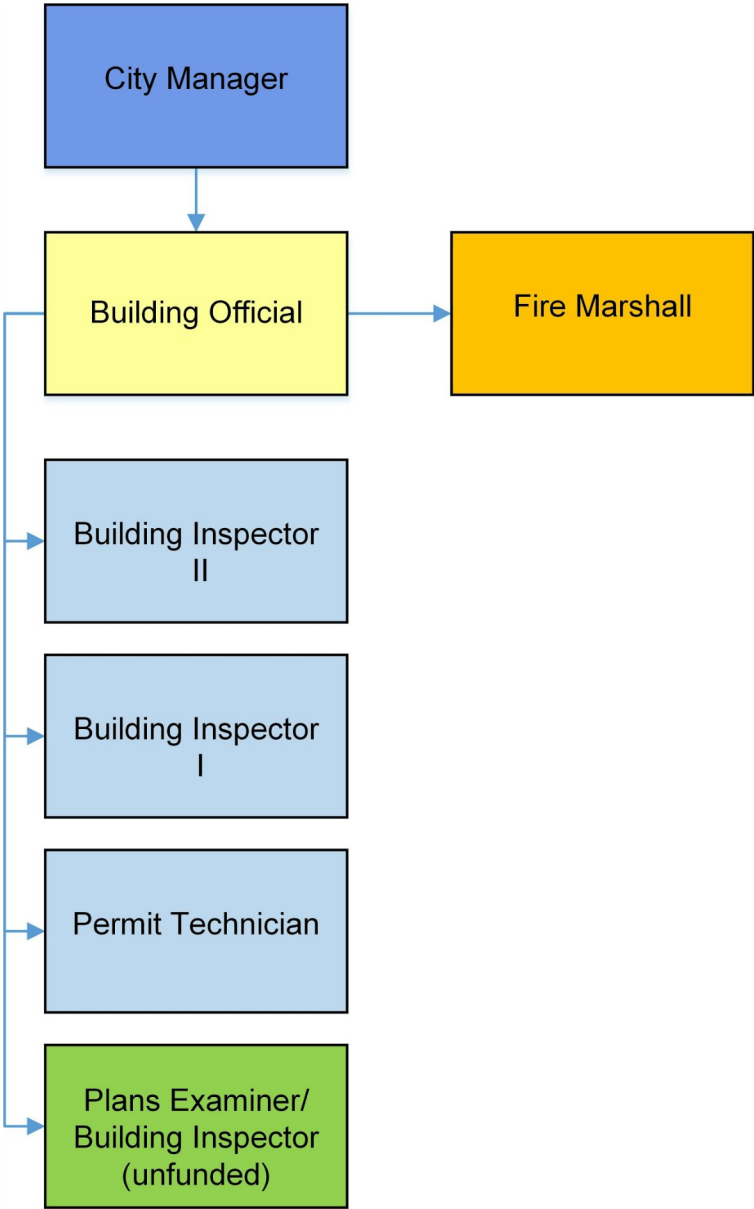 City Manager
Building Official
Fire Marshall
Building Inspector
II
Building Inspector
I
Permit Technician
Plans Examiner/
Building Inspector
(unfunded)